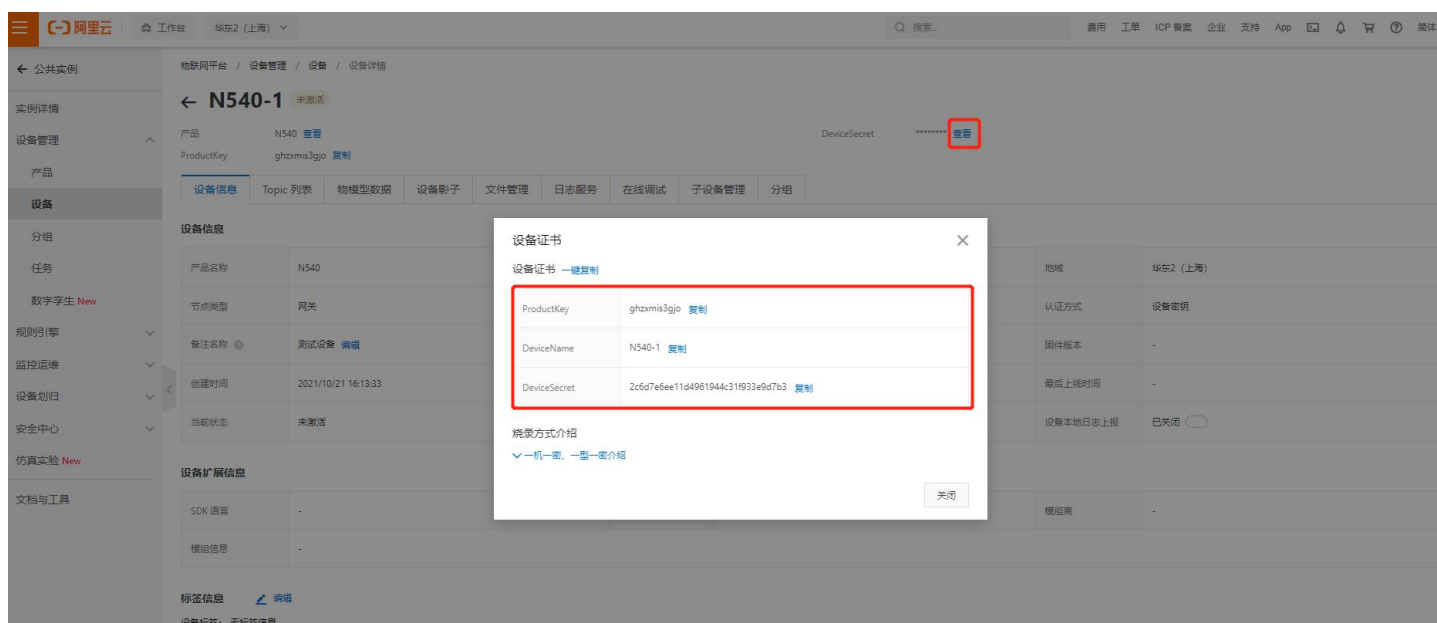 阿里云 工作台 华东2 (上海) 搜索... 费用 工单 ICP 备案 企业 支持 App 简体
公共实例 物联网平台 / 设备管理 / 设备 / 设备详情
N540-1 未激活
实例详情
设备管理 产品 N540 查看 DeviceSecret ******** 查看
ProductKey ghzxmis3gjo 复制
产品
设备信息 Topic 列表 物模型数据 设备影子 文件管理 日志服务 在线调试 子设备管理 分组
设备
分组 设备信息 设备证书
任务 产品名称 N540 设备证书 一键复制 地域 华东2 (上海)
数字孪生 New 节点类型 网关 ProductKey ghzxmis3gjo 复制 认证方式 设备密钥
规则引擎
备注名称 测试设备 编辑 DeviceName N540-1 复制 固件版本 -
监控运维
设备划归 创建时间 2021/10/21 16:13:33 DeviceSecret 2c6d7e6ee11d4961944c31f933e9d7b3 复制 最后上线时间 -
安全中心 当前状态 未激活 设备本地日志上报 已关闭
烧录方式介绍
仿真实验 New 一机一密、一型一密介绍
设备扩展信息
文档与工具 关闭
SDK 语言 - 模组商 -
模组信息 -
标签信息 编辑
设备标签: 无标签信息